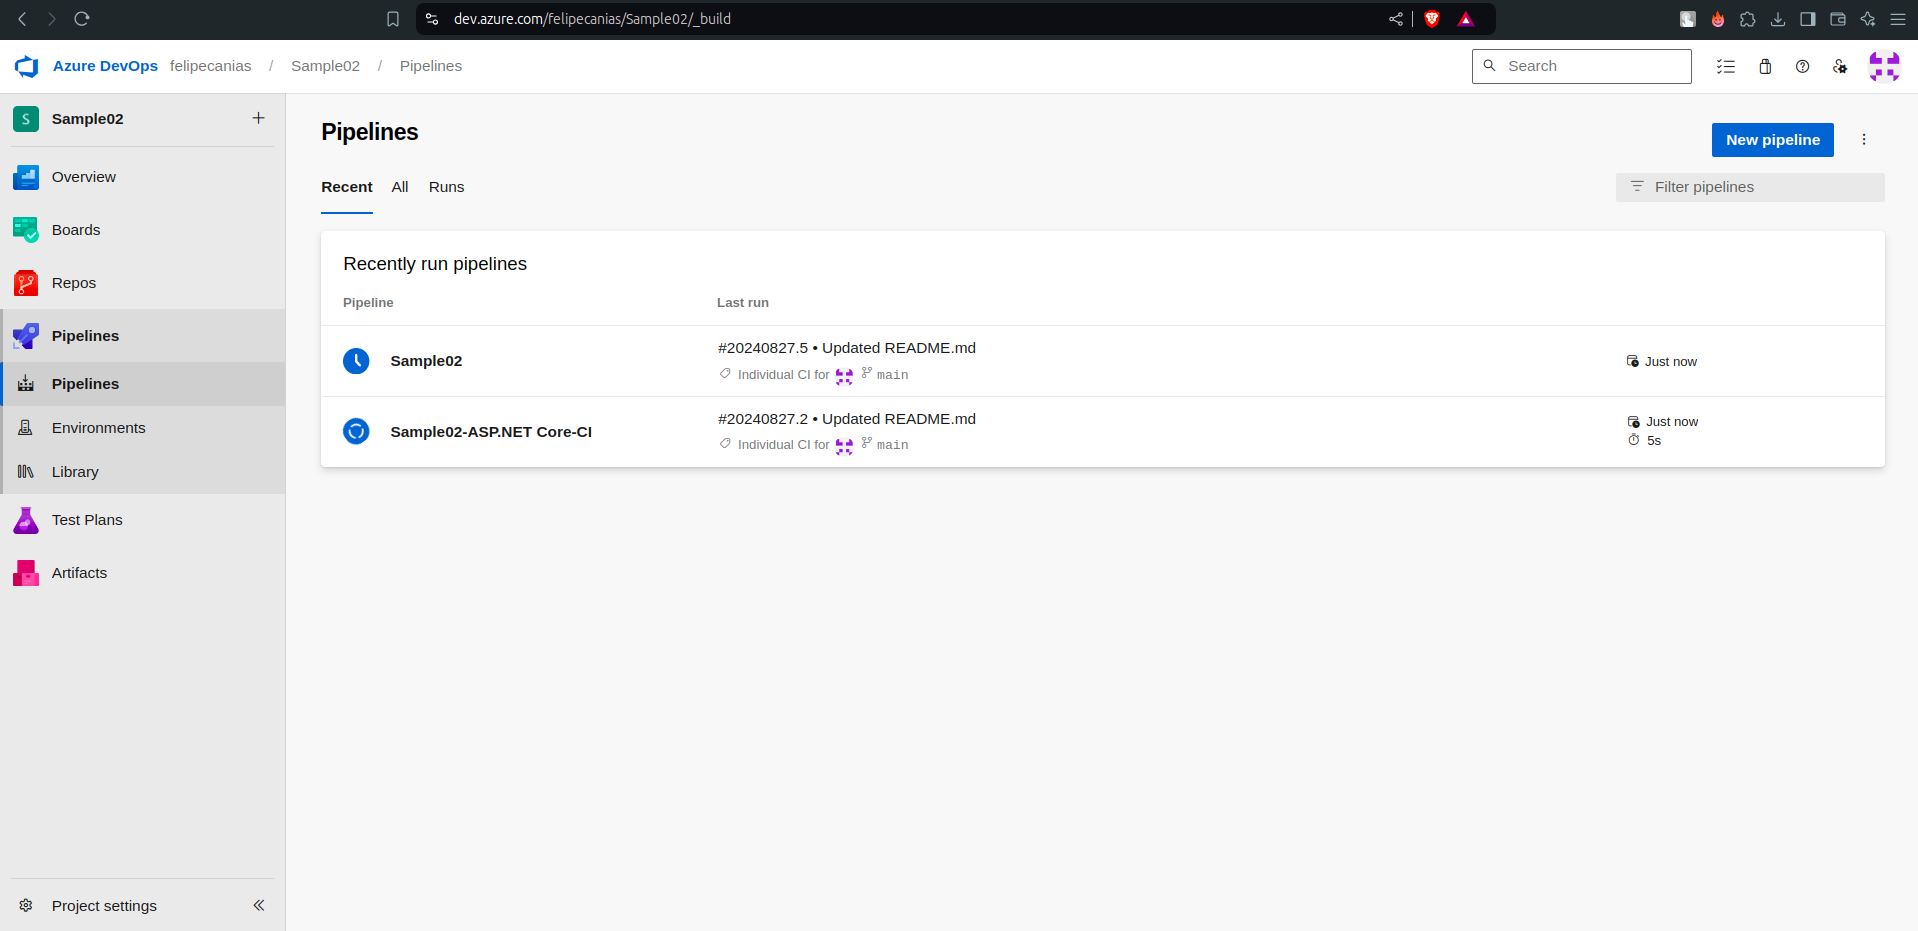 dev.azure.com/felipecanias/Sample02/_build
Azure DevOps felipecanias / Sample02 / Pipelines
Search
S Sample02
Overview
Boards
Repos
Pipelines
Pipelines
Environments
Library
Test Plans
Artifacts
Project settings
Pipelines
New pipeline
Recent All Runs
Filter pipelines
Recently run pipelines
Pipeline Last run
Sample02
#20240827.5 • Updated README.md
Individual CI for main
Just now
Sample02-ASP.NET Core-CI
#20240827.2 • Updated README.md
Individual CI for main
Just now
5s